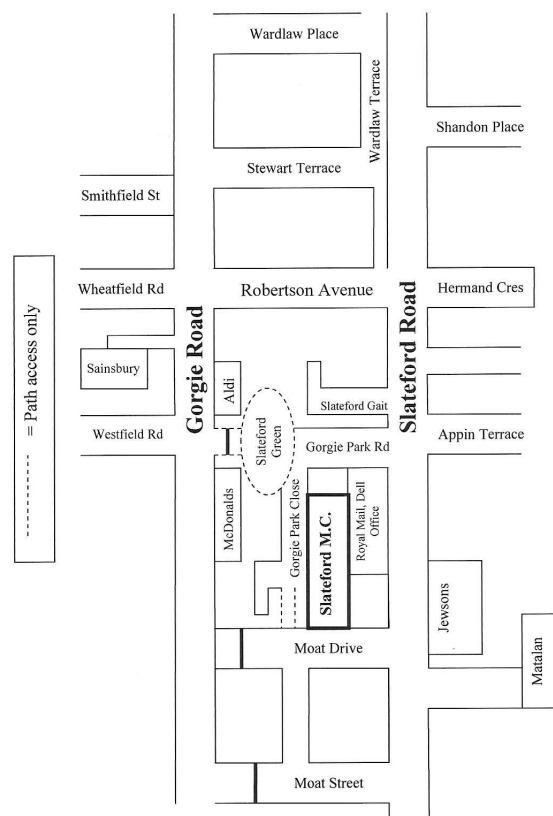 Wardlaw Place
Wardlaw Terrace
Shandon Place
Stewart Terrace
Smithfield St
= Path access only
Wheatfield Rd
Robertson Avenue
Hermand Cres
Gorgie Road
Slateford Road
Sainsbury
Aldi
Slateford Gait
Westfield Rd
Slateford
Green
Gorgie Park Rd
Appin Terrace
McDonalds
Gorgie Park Close
Slateford M.C.
Royal Mail, Dell
Office
Jewsons
Moat Drive
Matalan
Moat Street